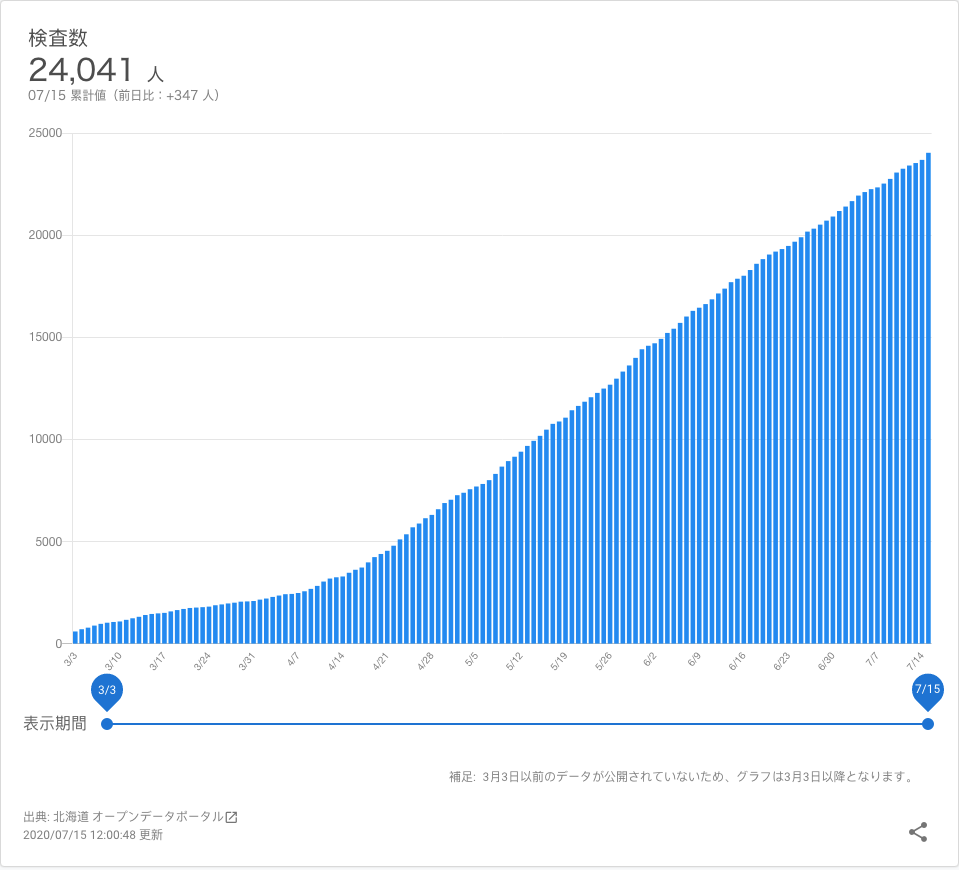 検査数
24,041 人
07/15 累計値（前日比：+347 人）
25000
20000
15000
10000
5000
0
3/3 3/10 3/17 3/24 3/31 4/7 4/14 4/21 4/28 5/5 5/12 5/19 5/26 6/2 6/9 6/16 6/23 6/30 7/7 7/14
3/3 7/15
表示期間
補足: 3月3日以前のデータが公開されていないため、グラフは3月3日以降となります。
出典: 北海道 オープンデータポータル
2020/07/15 12:00:48 更新